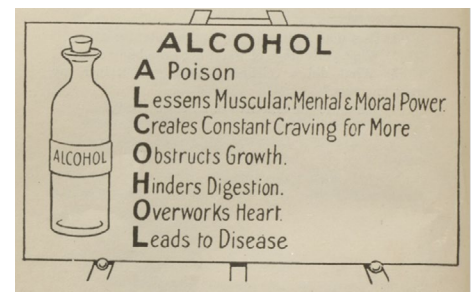 ALCOHOL
A Poison
Lessens Muscular, Mental & Moral Power.
Creates Constant Craving for More
Obstructs Growth.
Hinders Digestion.
Overworks Heart.
Leads to Disease
ALCOHOL